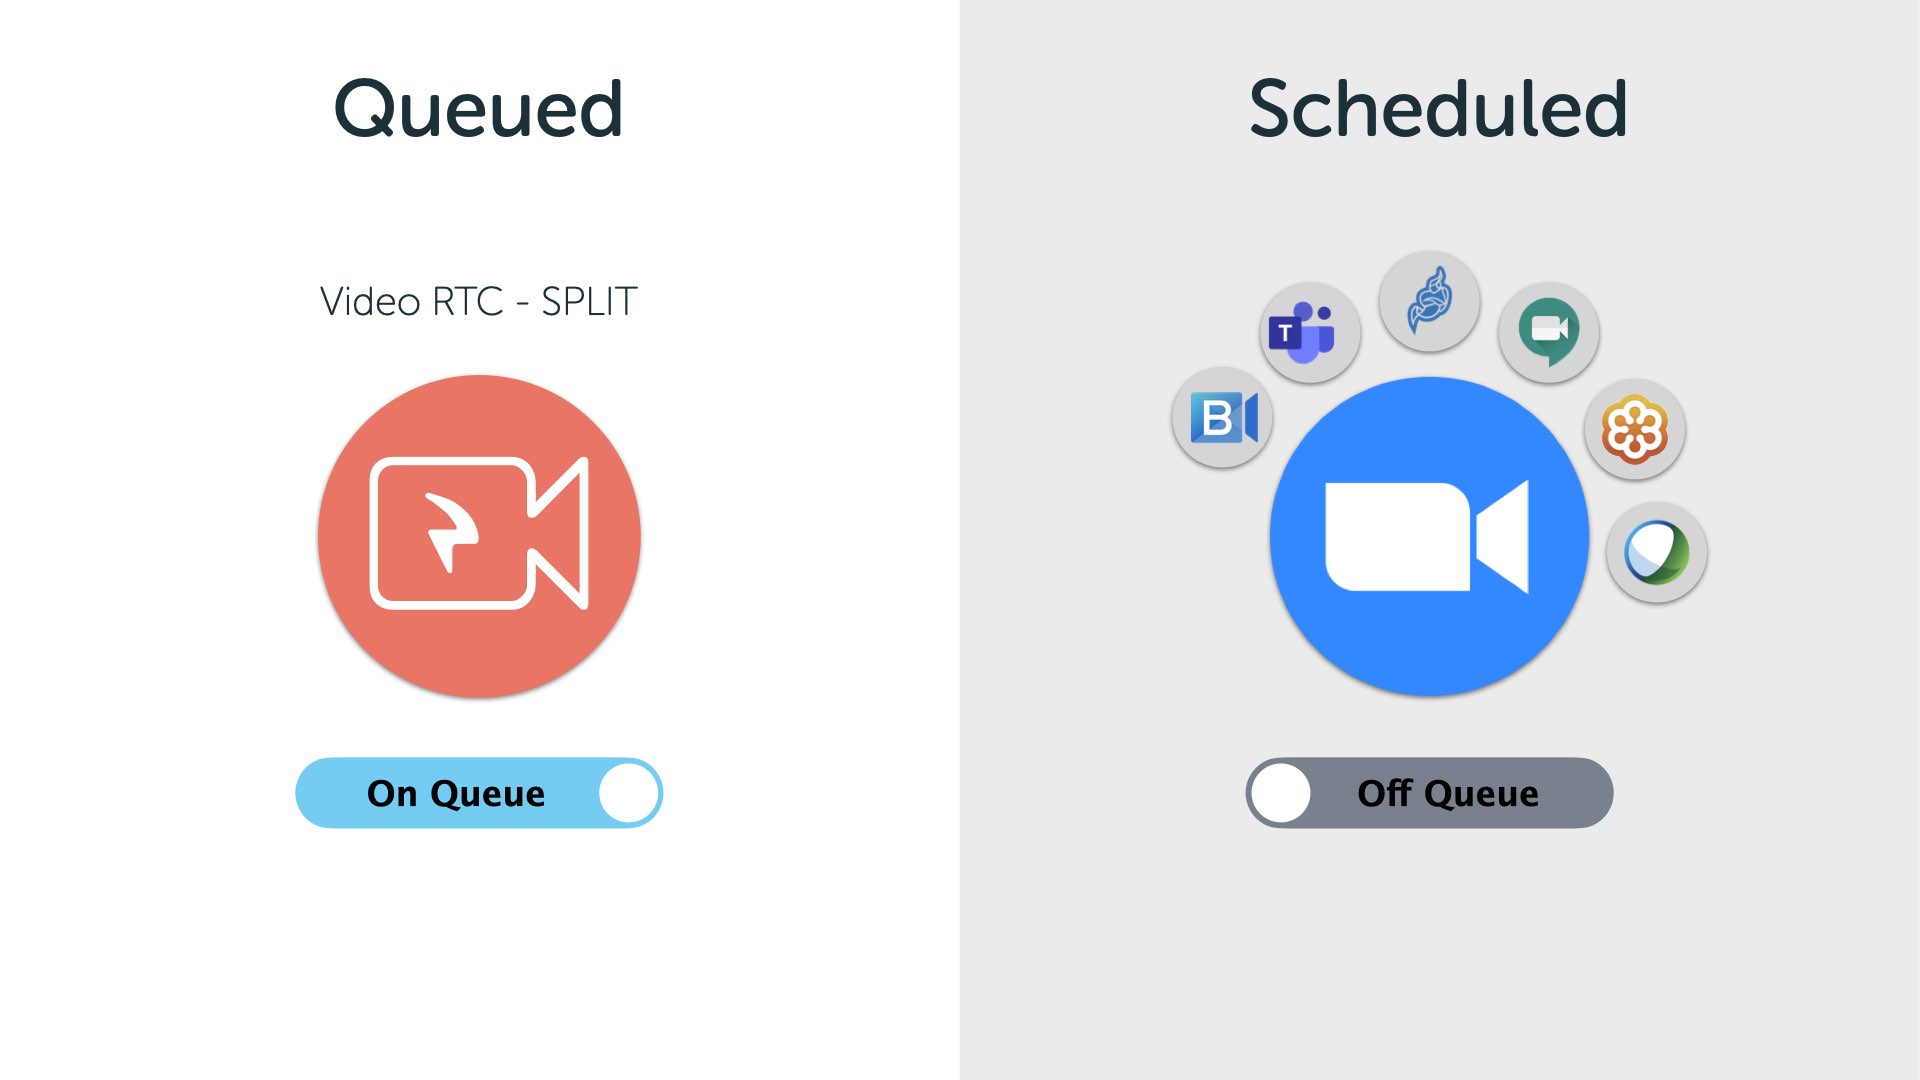 Queued
Video RTC - SPLIT
On Queue
Scheduled
T
B
Off Queue